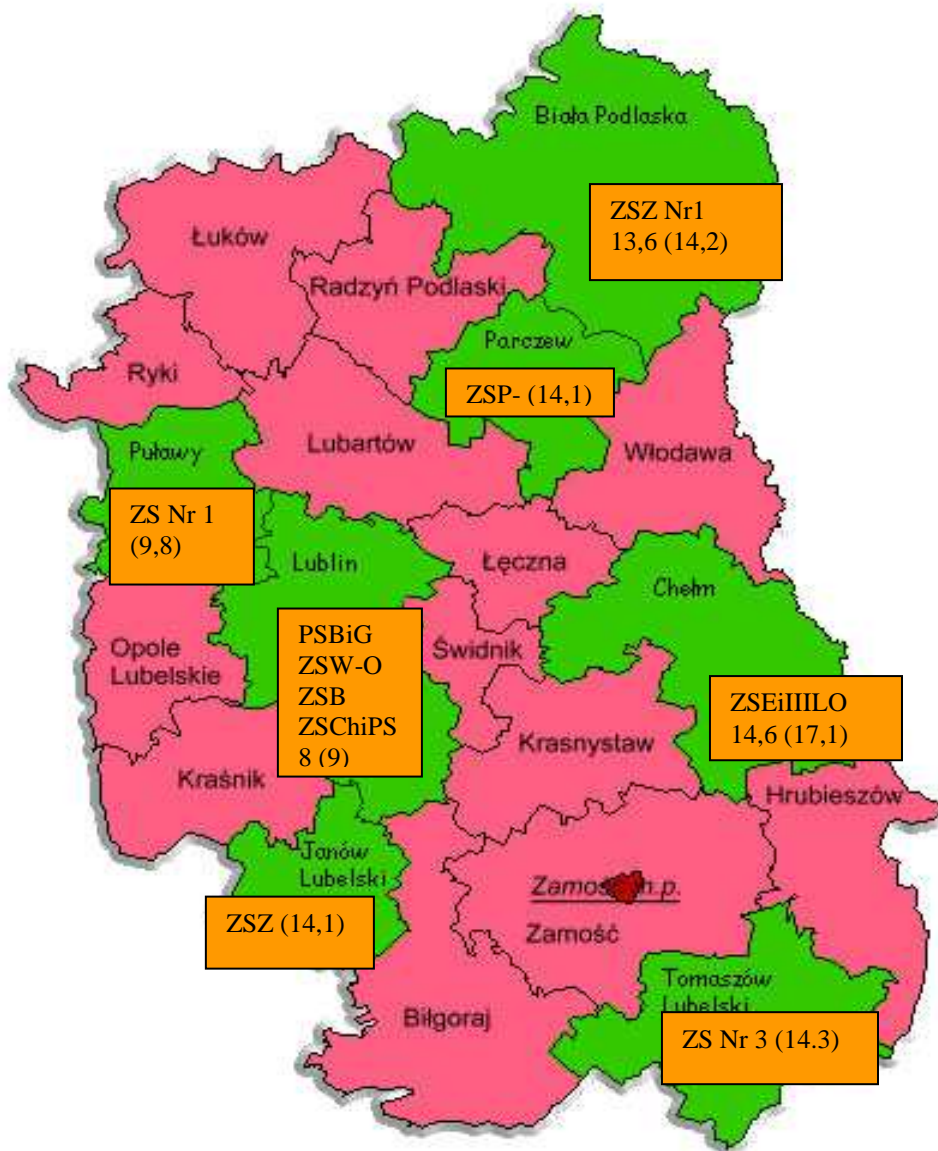 Biała Podlaska
ZSZ Nr1
13,6 (14,2)
Łuków
Radzyń Podlaski
Parczew
ZSP- (14,1)
Ryki
Lubartów
Włodawa
Puławy
ZS Nr 1
(9,8)
Lublin
Łęczna
Chełm
Opole
Lubelskie
PSBiG
ZSW-O
ZSB
ZSChiPS
8 (9)
Świdnik
ZSEiIIILO
14,6 (17,1)
Krasnystaw
Kraśnik
Hrubieszów
Janów
Lubelski
ZSZ (14,1)
m.p.
Zamość
Tomaszów
Lubelski
ZS Nr 3 (14.3)
Biłgoraj